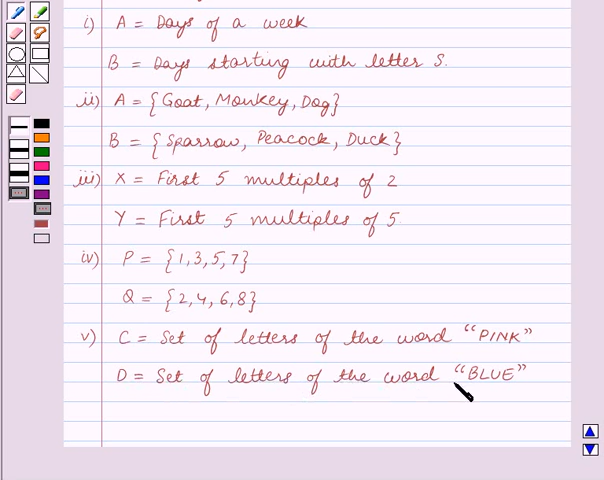 i) A = Days of a week
B = Days starting with letter S.
ii) A = {Goat, Monkey, Dog}
B = {Sparrow, Peacock, Duck}
iii) X = First 5 multiples of 2
Y = First 5 multiples of 5
iv) P = {1,3,5,7}
Q = {2,4,6,8}
v) C = Set of letters of the word "PINK"
D = Set of letters of the word "BLUE"